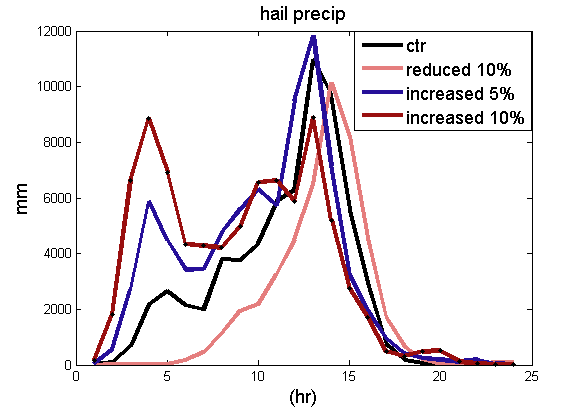 hail precip
12000
10000
8000
6000
4000
2000
0
mm
0
5
10
15
20
25
(hr)
ctr
reduced 10%
increased 5%
increased 10%